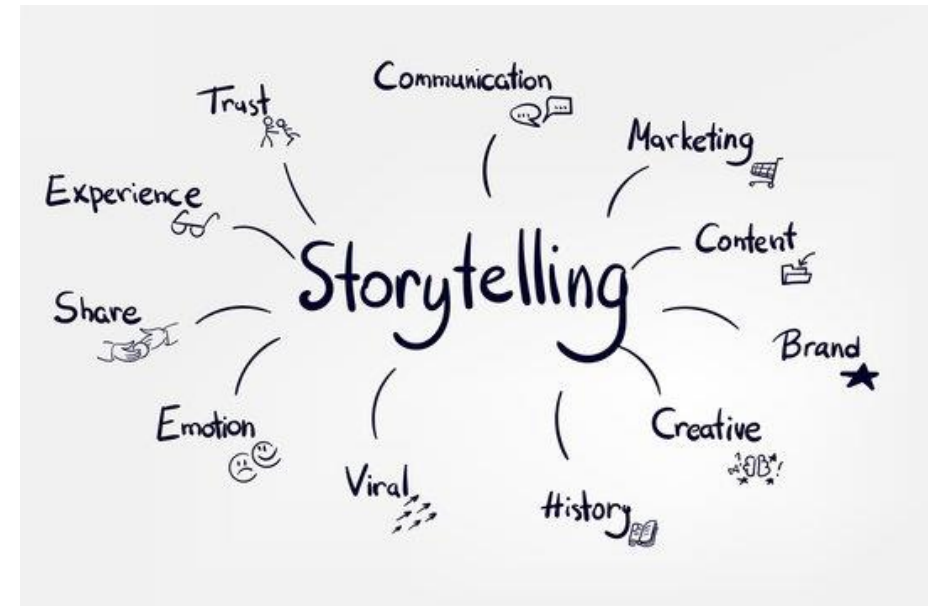 Communication
Trust
Marketing
Experience
Content
Storytelling
Share
Brand
Emotion
Creative
Viral
History